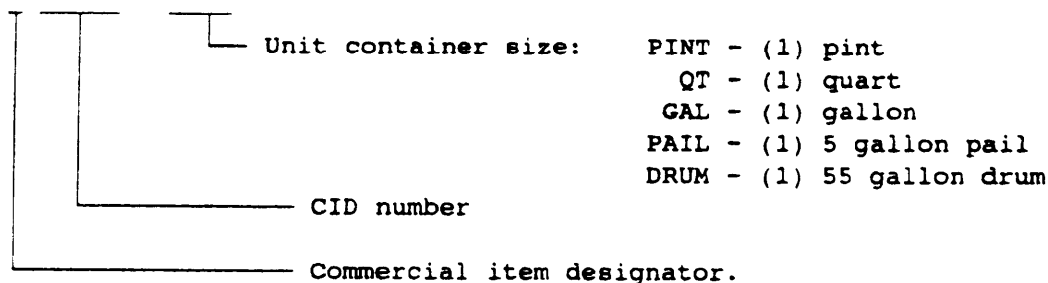 Unit container size: PINT - (1) pint
QT - (1) quart
GAL - (1) gallon
PAIL - (1) 5 gallon pail
DRUM - (1) 55 gallon drum
CID number
Commercial item designator.